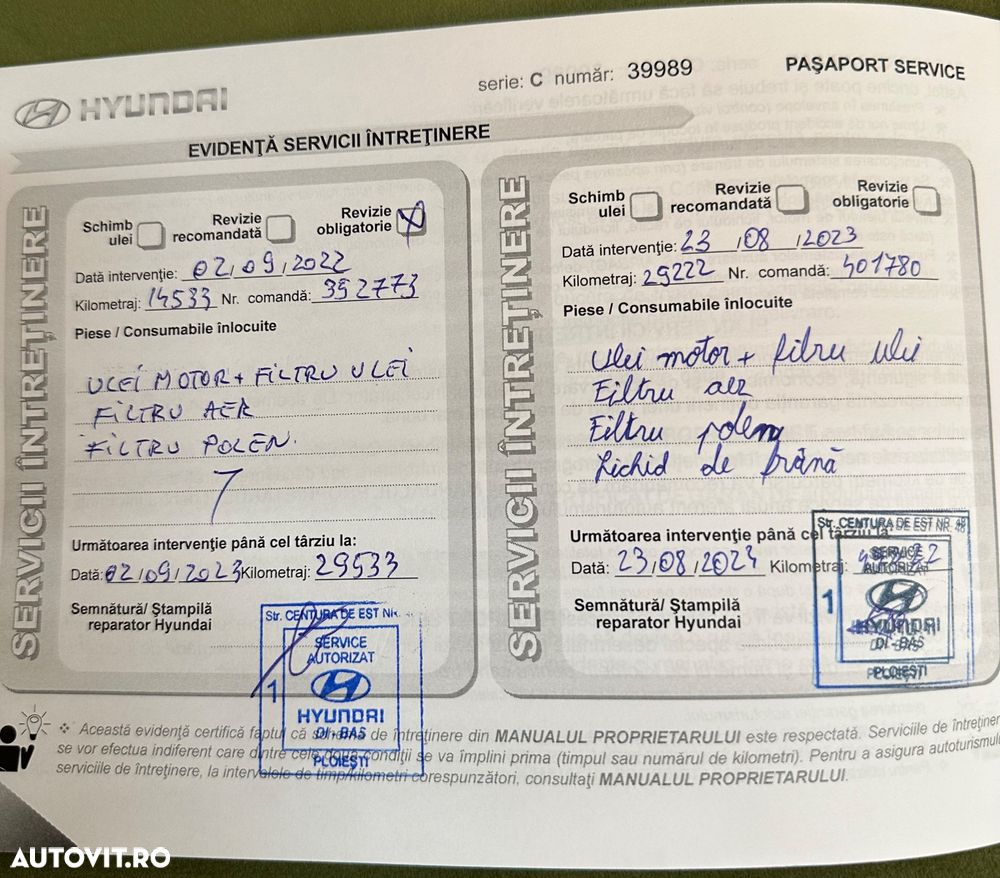 HYUNDAI
serie: C număr: 39989
PAŞAPORT SERVICE
EVIDENŢĂ SERVICII ÎNTREŢINERE
SERVICII ÎNTREŢINERE
Schimb ulei
Revizie recomandată
Revizie obligatorie X
Dată intervenţie: 02/09/2022
Kilometraj: 14533 Nr. comandă: 392773
Piese / Consumabile înlocuite
ULEI MOTOR + FILTRU ULEI
FILTRU AER
FILTRU POLEN.
Următoarea intervenţie până cel târziu la:
Dată: 02/09/2023 Kilometraj: 29533
Semnătură/ Ştampilă
reparator Hyundai
Str. CENTURA DE EST
SERVICE
AUTORIZAT
1
HYUNDAI
DI-BAS
PLOIEŞTI
SERVICII ÎNTREŢINERE
Schimb ulei
Revizie recomandată
Revizie obligatorie
Dată intervenţie: 23/08/2023
Kilometraj: 29222 Nr. comandă: 401780
Piese / Consumabile înlocuite
Ulei motor + filtru ulei
Filtru aer
Filtru polen
Lichid de frână
Următoarea intervenţie până cel târziu la:
Dată: 23/08/2024 Kilometraj:
Semnătură/ Ştampilă
reparator Hyundai
Str. CENTURA DE EST NR. 48
SERVICE
AUTORIZAT
1
HYUNDAI
DI-BAS
PLOIEŞTI
❖ Această evidenţă certifică faptul că schema de întreţinere din MANUALUL PROPRIETARULUI este respectată. Serviciile de întreţinere
se vor efectua indiferent care dintre cele două condiţii se va împlini prima (timpul sau numărul de kilometri). Pentru a asigura autoturismului
serviciile de întreţinere, la intervalele de timp/kilometri corespunzători, consultaţi MANUALUL PROPRIETARULUI.
AUTOVIT.RO